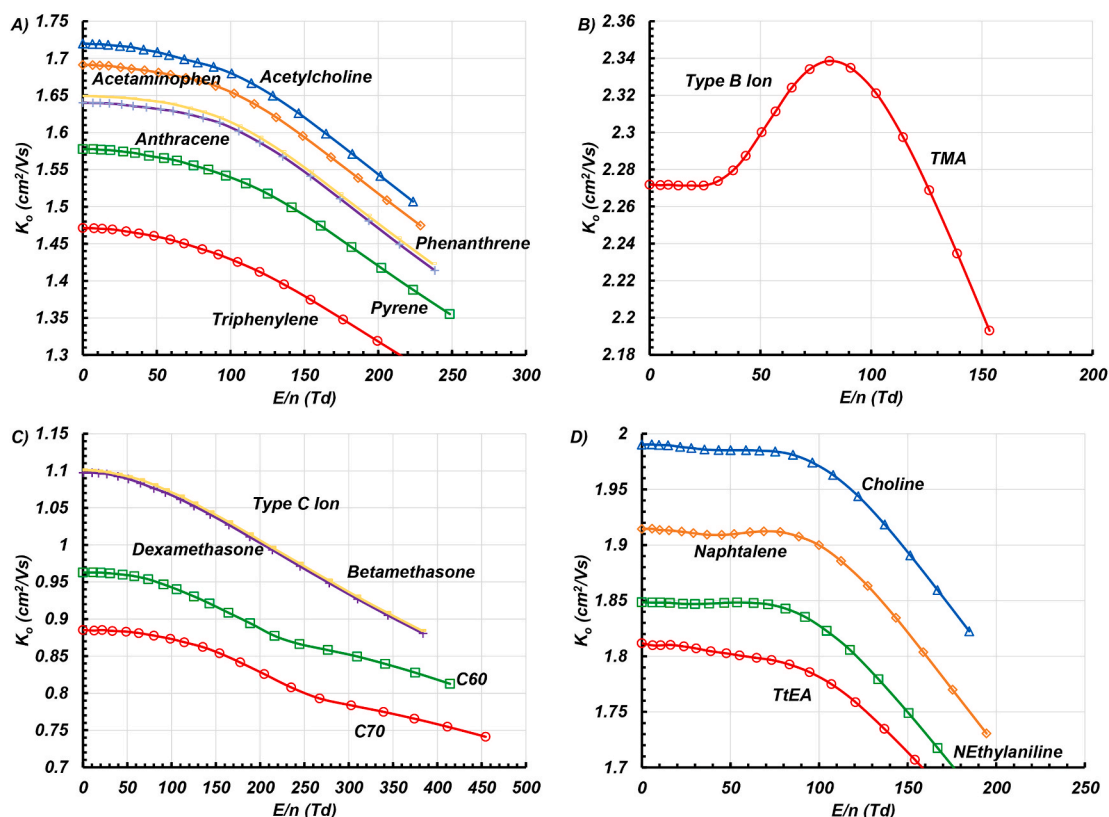 A)
K₀ (cm²/Vs)
1.75
1.7
1.65
1.6
1.55
1.5
1.45
1.4
1.35
1.3
Acetaminophen
Acetylcholine
Anthracene
Phenanthrene
Pyrene
Triphenylene
0 50 100 150 200 250 300
E/n (Td)
B)
K₀ (cm²/Vs)
2.36
2.34
2.32
2.3
2.28
2.26
2.24
2.22
2.2
2.18
Type B Ion
TMA
0 50 100 150 200
E/n (Td)
C)
K₀ (cm²/Vs)
1.15
1.1
1.05
1
0.95
0.9
0.85
0.8
0.75
0.7
Type C Ion
Dexamethasone
Betamethasone
C60
C70
0 50 100 150 200 250 300 350 400 450 500
E/n (Td)
D)
K₀ (cm²/Vs)
2
1.95
1.9
1.85
1.8
1.75
1.7
Choline
Naphtalene
TtEA
NEthylaniline
0 50 100 150 200 250
E/n (Td)